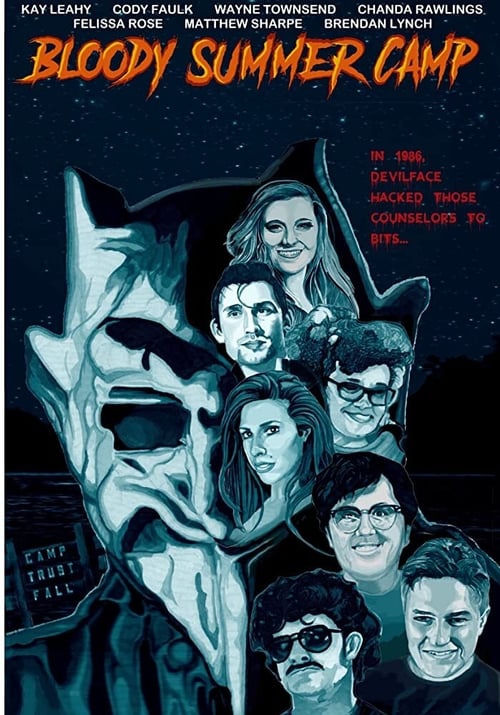 KAY LEAHY CODY FAULK WAYNE TOWNSEND CHANDA RAWLINGS
FELISSA ROSE MATTHEW SHARPE BRENDAN LYNCH
BLOODY SUMMER CAMP
IN 1986,
DEVILFACE
HACKED THOSE
COUNSELORS TO
BITS...
CAMP
TRUST
FALL